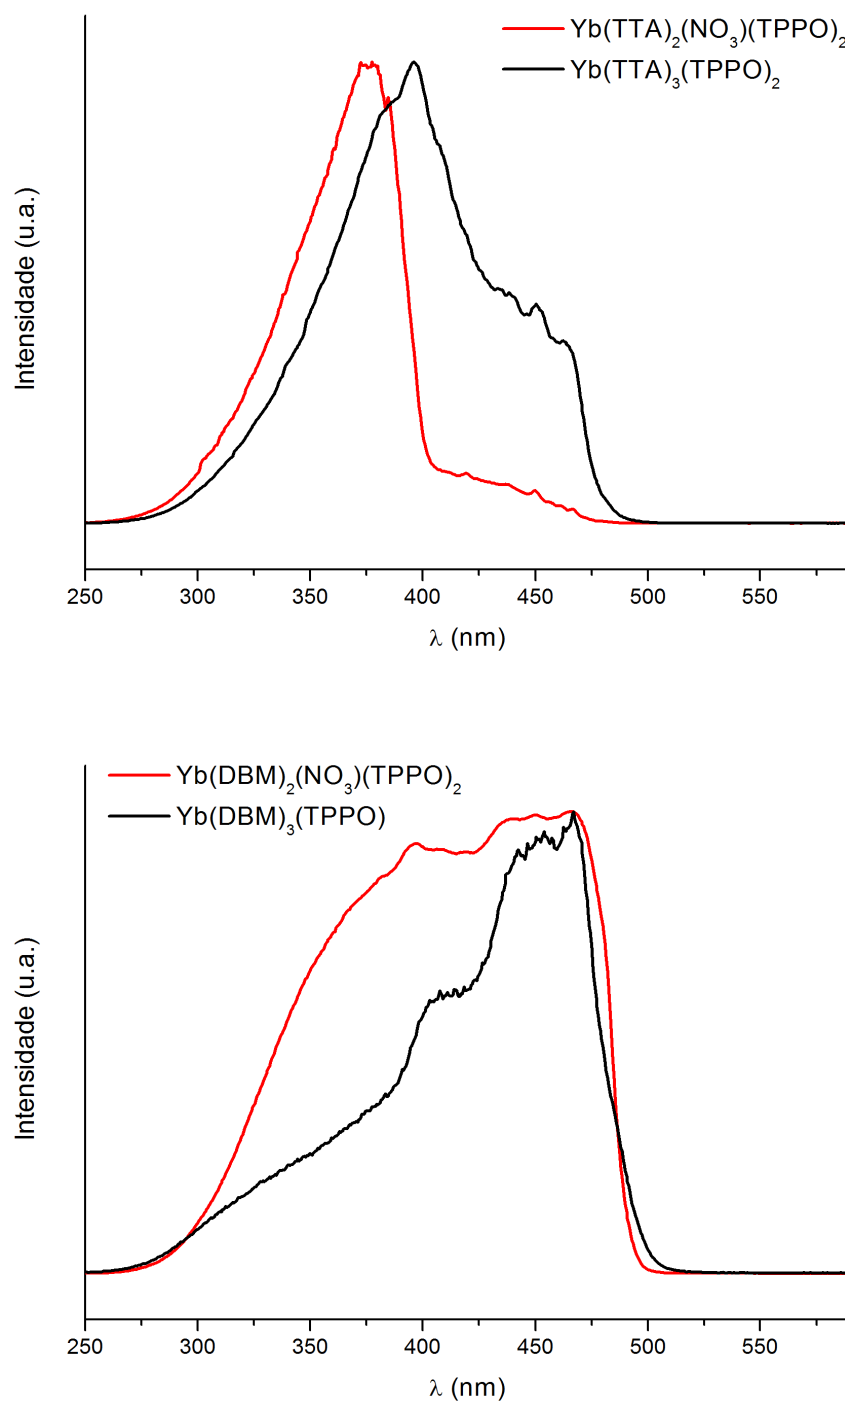 Yb(TTA)₂(NO₃)(TPPO)₂
Yb(TTA)₃(TPPO)₂
Intensidade (u.a.)
250 300 350 400 450 500 550
λ (nm)
Yb(DBM)₂(NO₃)(TPPO)₂
Yb(DBM)₃(TPPO)
Intensidade (u.a.)
250 300 350 400 450 500 550
λ (nm)